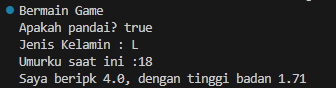 Bermain Game
Apakah pandai? true
Jenis Kelamin : L
Umurku saat ini :18
Saya beripk 4.0, dengan tinggi badan 1.71